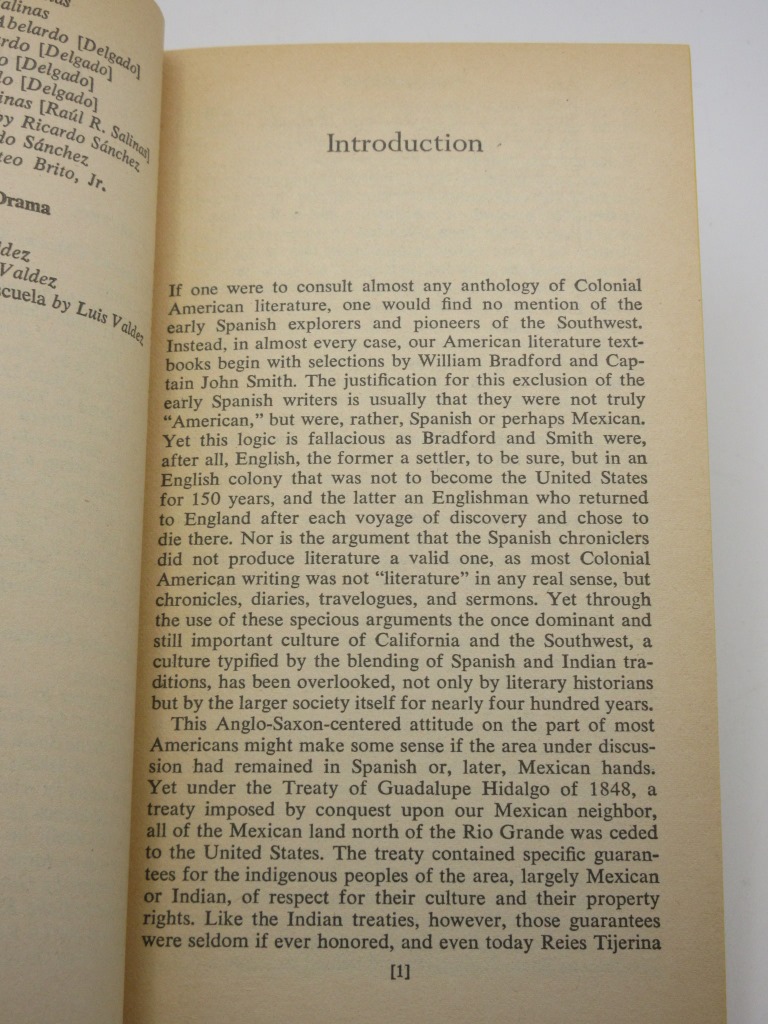 alinas
Abelardo [Delgado]
rdo [Delgado]
o [Delgado]
lo [Delgado]
inas [Raúl R. Salinas]
by Ricardo Sánchez
do Sánchez
teo Brito, Jr.
Drama
ldez
Valdez
scuela by Luis Valdez
Introduction
If one were to consult almost any anthology of Colonial
American literature, one would find no mention of the
early Spanish explorers and pioneers of the Southwest.
Instead, in almost every case, our American literature text-
books begin with selections by William Bradford and Cap-
tain John Smith. The justification for this exclusion of the
early Spanish writers is usually that they were not truly
“American,” but were, rather, Spanish or perhaps Mexican.
Yet this logic is fallacious as Bradford and Smith were,
after all, English, the former a settler, to be sure, but in an
English colony that was not to become the United States
for 150 years, and the latter an Englishman who returned
to England after each voyage of discovery and chose to
die there. Nor is the argument that the Spanish chroniclers
did not produce literature a valid one, as most Colonial
American writing was not “literature” in any real sense, but
chronicles, diaries, travelogues, and sermons. Yet through
the use of these specious arguments the once dominant and
still important culture of California and the Southwest, a
culture typified by the blending of Spanish and Indian tra-
ditions, has been overlooked, not only by literary historians
but by the larger society itself for nearly four hundred years.
This Anglo-Saxon-centered attitude on the part of most
Americans might make some sense if the area under discus-
sion had remained in Spanish or, later, Mexican hands.
Yet under the Treaty of Guadalupe Hidalgo of 1848, a
treaty imposed by conquest upon our Mexican neighbor,
all of the Mexican land north of the Rio Grande was ceded
to the United States. The treaty contained specific guaran-
tees for the indigenous peoples of the area, largely Mexican
or Indian, of respect for their culture and their property
rights. Like the Indian treaties, however, those guarantees
were seldom if ever honored, and even today Reies Tijerina
[1]